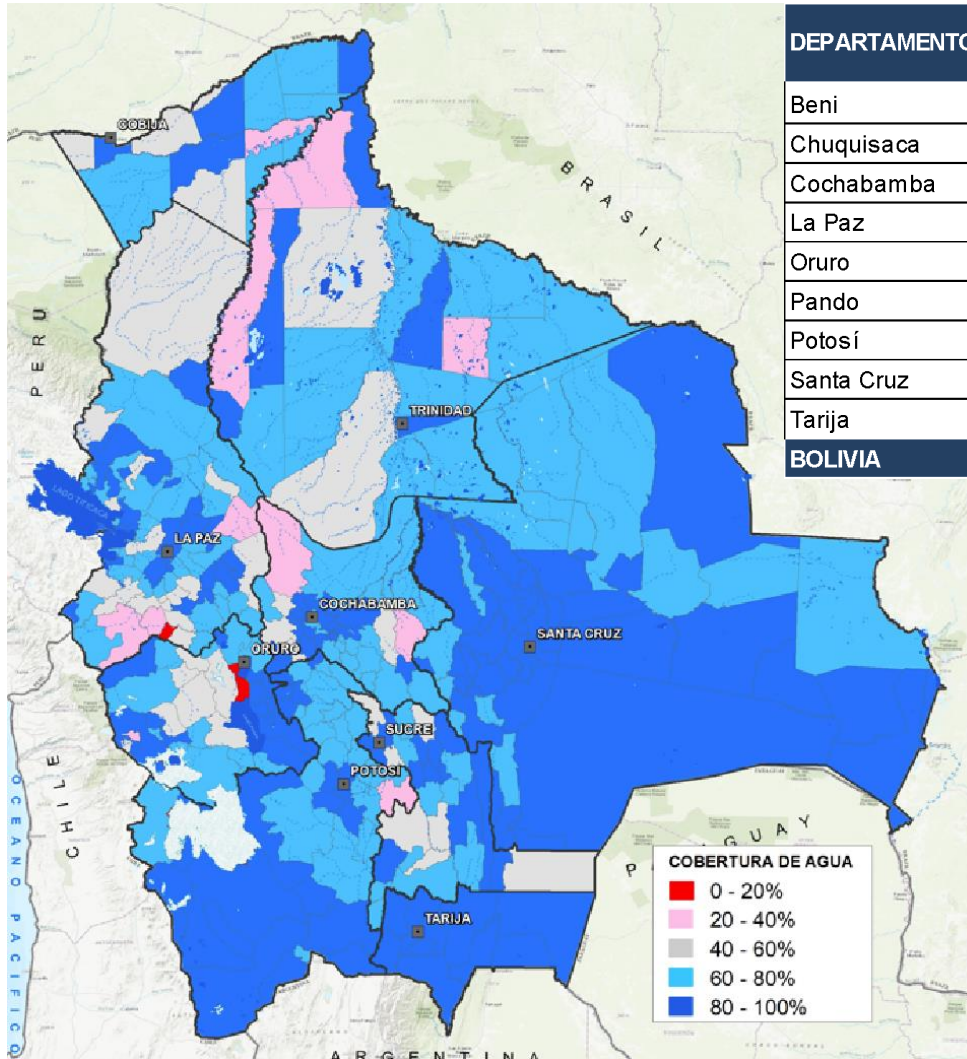 DEPARTAMENTO
Beni
Chuquisaca
Cochabamba
La Paz
Oruro
Pando
Potosí
Santa Cruz
Tarija
BOLIVIA
COBIJA
BRASIL
PERU
TRINIDAD
LAGO TITICACA
LA PAZ
COCHABAMBA
SANTA CRUZ
ORURO
SUCRE
POTOSI
CHILE
OCEANO PACIFICO
PARAGUAY
TARIJA
ARGENTINA
COBERTURA DE AGUA
0 - 20%
20 - 40%
40 - 60%
60 - 80%
80 - 100%